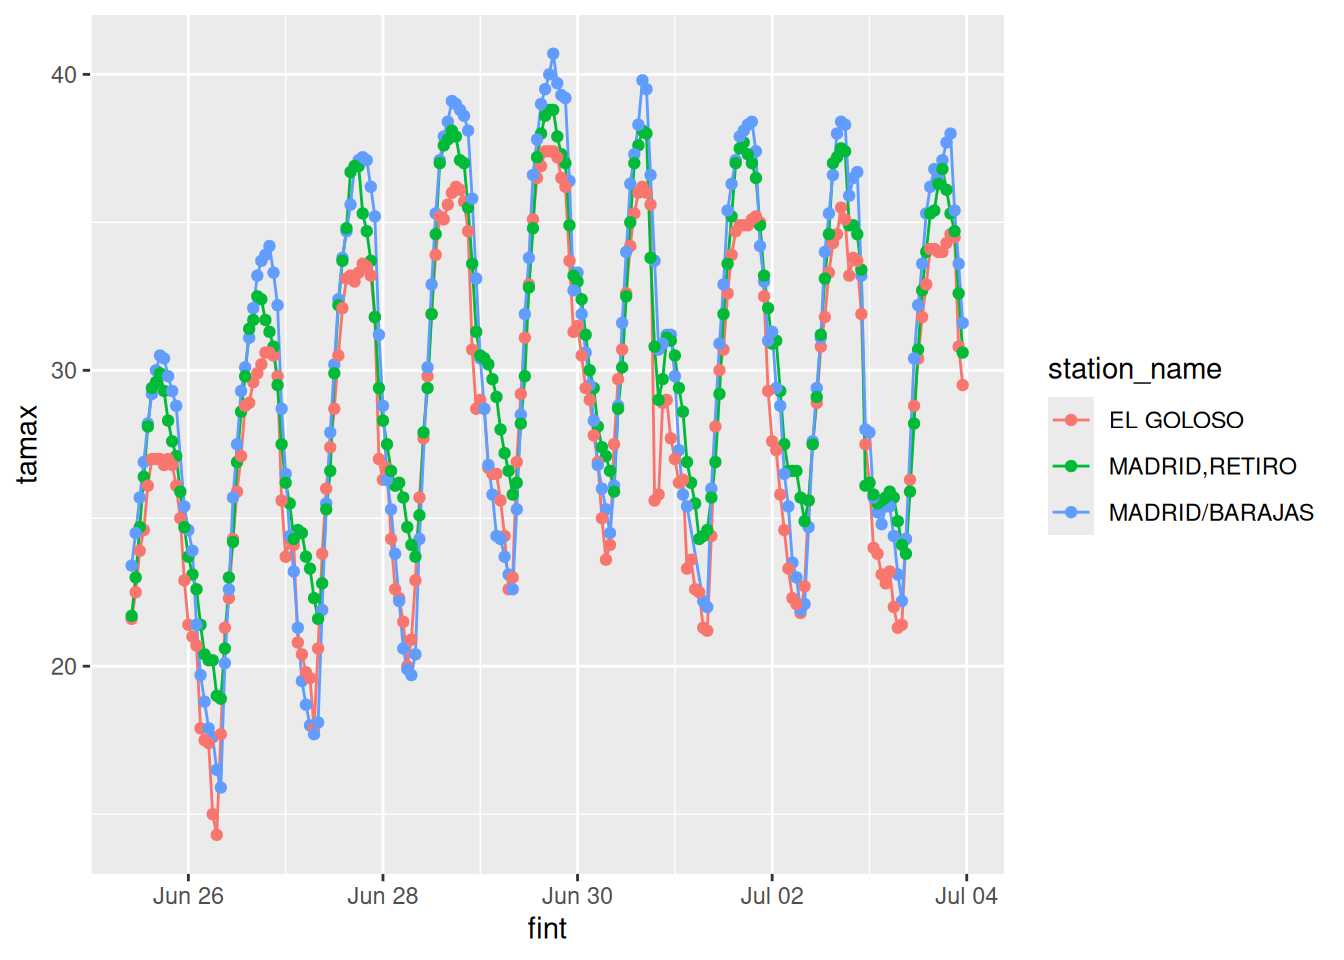 40
30
20
tamax
Jun 26
Jun 28
Jun 30
Jul 02
Jul 04
fint
station_name
EL GOLOSO
MADRID,RETIRO
MADRID/BARAJAS